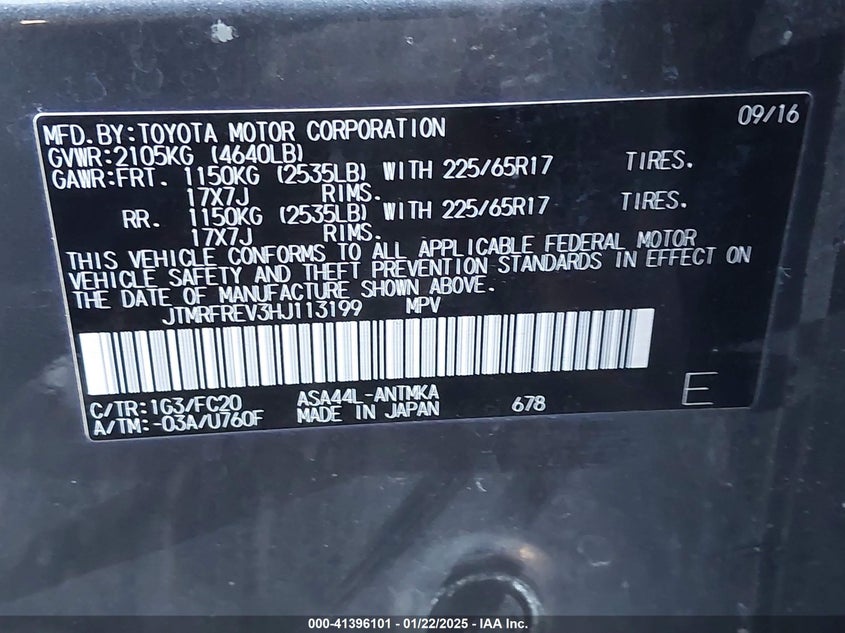 09/16
MFD.BY:TOYOTA MOTOR CORPORATION
GVWR:2105KG (4640LB)
GAWR:FRT. 1150KG (2535LB) WITH 225/65R17 TIRES.
17X7J RIMS.
RR. 1150KG (2535LB) WITH 225/65R17 TIRES.
17X7J RIMS.
THIS VEHICLE CONFORMS TO ALL APPLICABLE FEDERAL MOTOR
VEHICLE SAFETY AND THEFT PREVENTION STANDARDS IN EFFECT ON
THE DATE OF MANUFACTURE SHOWN ABOVE.
JTMRFREV3HJ113199 MPV
C/TR:1G3/FC20 ASA44L-ANTMKA
A/TM:-03A/U760F MADE IN JAPAN 678 E
000-41396101 - 01/22/2025 - IAA Inc.